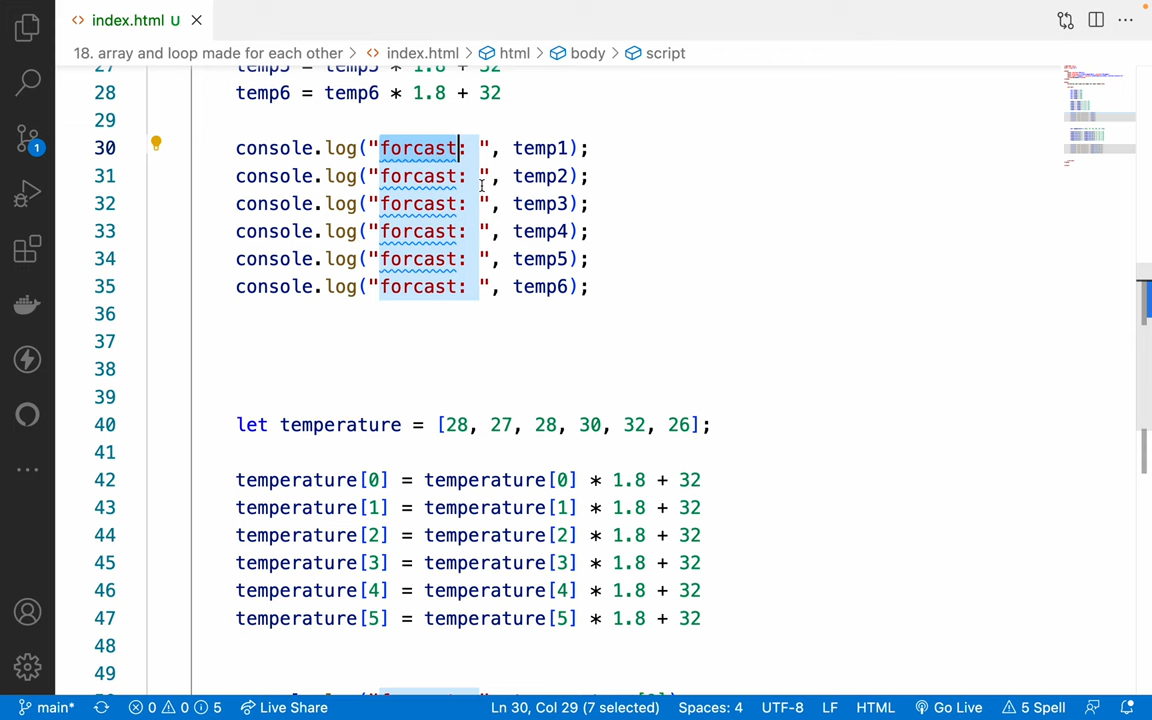 index.html U
18. array and loop made for each other > index.html > html > body > script
27 temp5 = temp5 * 1.8 + 32
28 temp6 = temp6 * 1.8 + 32
29
30 console.log("forcast: ", temp1);
31 console.log("forcast: ", temp2);
32 console.log("forcast: ", temp3);
33 console.log("forcast: ", temp4);
34 console.log("forcast: ", temp5);
35 console.log("forcast: ", temp6);
36
37
38
39
40 let temperature = [28, 27, 28, 30, 32, 26];
41
42 temperature[0] = temperature[0] * 1.8 + 32
43 temperature[1] = temperature[1] * 1.8 + 32
44 temperature[2] = temperature[2] * 1.8 + 32
45 temperature[3] = temperature[3] * 1.8 + 32
46 temperature[4] = temperature[4] * 1.8 + 32
47 temperature[5] = temperature[5] * 1.8 + 32
48
49
1
main* 0 0 5 Live Share Ln 30, Col 29 (7 selected) Spaces: 4 UTF-8 LF HTML Go Live 5 Spell